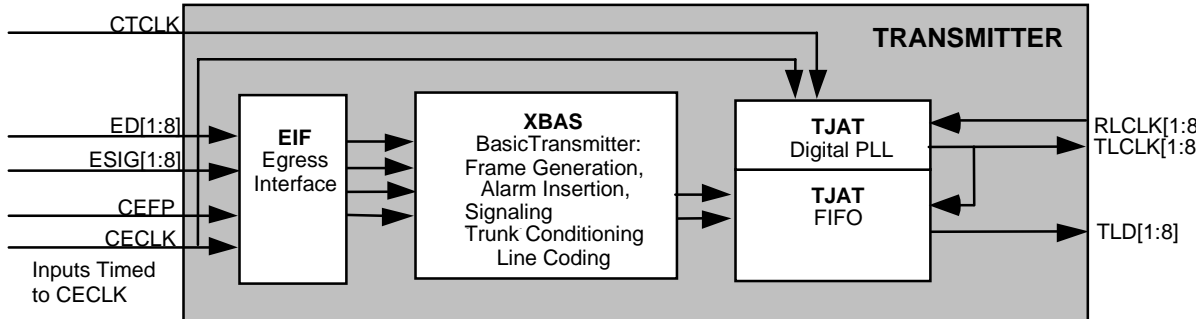 CTCLK
TRANSMITTER
ED[1:8]
ESIG[1:8]
CEFP
CECLK
Inputs Timed
to CECLK
EIF
Egress
Interface
XBAS
BasicTransmitter:
Frame Generation,
Alarm Insertion,
Signaling
Trunk Conditioning
Line Coding
TJAT
Digital PLL
TJAT
FIFO
RLCLK[1:8
TLCLK[1:8
TLD[1:8]